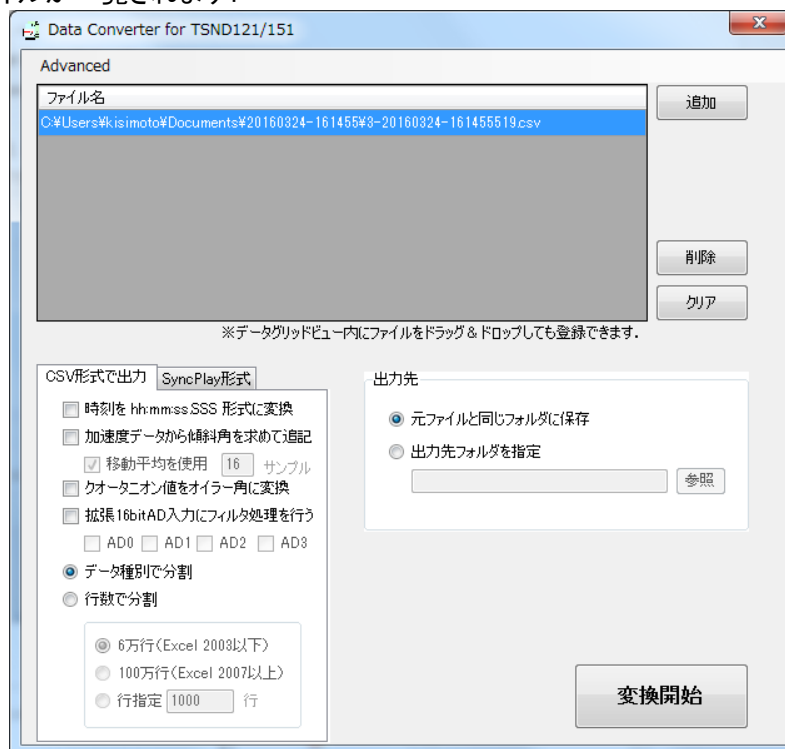 イルが一覧されます.
Data Converter for TSND121/151
Advanced
ファイル名
追加
C:¥Users¥kisimoto¥Documents¥20160324-161455¥3-20160324-161455519.csv
削除
クリア
※データグリッドビュー内にファイルをドラッグ&ドロップしても登録できます.
CSV形式で出力 SyncPlay形式
時刻を hh:mm:ss.SSS 形式に変換
加速度データから傾斜角を求めて追記
移動平均を使用 16 サンプル
クオータニオン値をオイラー角に変換
拡張16bitAD入力にフィルタ処理を行う
AD0 AD1 AD2 AD3
データ種別で分割
行数で分割
6万行(Excel 2003以下)
100万行(Excel 2007以上)
行指定 1000 行
出力先
元ファイルと同じフォルダに保存
出力先フォルダを指定
参照
変換開始